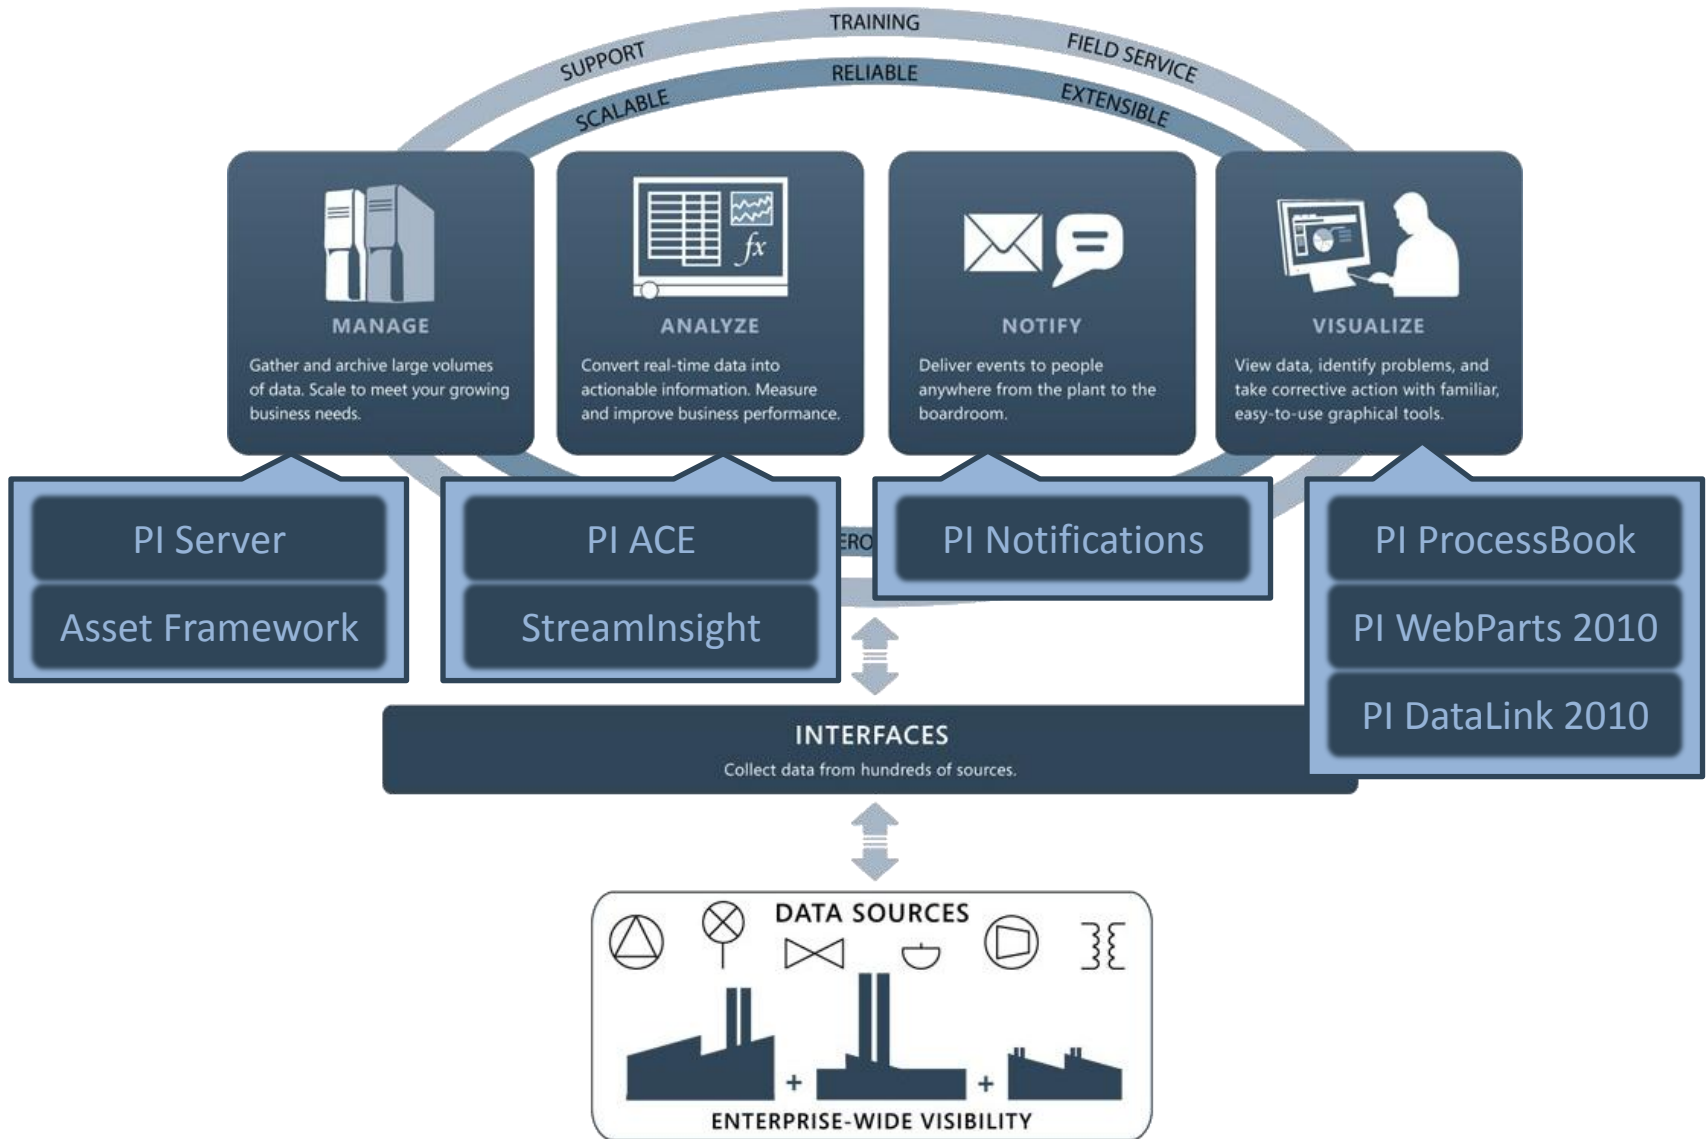 TRAINING
SUPPORT
FIELD SERVICE
RELIABLE
SCALABLE
EXTENSIBLE
fx
MANAGE
Gather and archive large volumes
of data. Scale to meet your growing
business needs.
ANALYZE
Convert real-time data into
actionable information. Measure
and improve business performance.
NOTIFY
Deliver events to people
anywhere from the plant to the
boardroom.
VISUALIZE
View data, identify problems, and
take corrective action with familiar,
easy-to-use graphical tools.
PI Server
Asset Framework
PI ACE
StreamInsight
PI Notifications
PI ProcessBook
PI WebParts 2010
PI DataLink 2010
INTERFACES
Collect data from hundreds of sources.
DATA SOURCES
+
+
ENTERPRISE-WIDE VISIBILITY